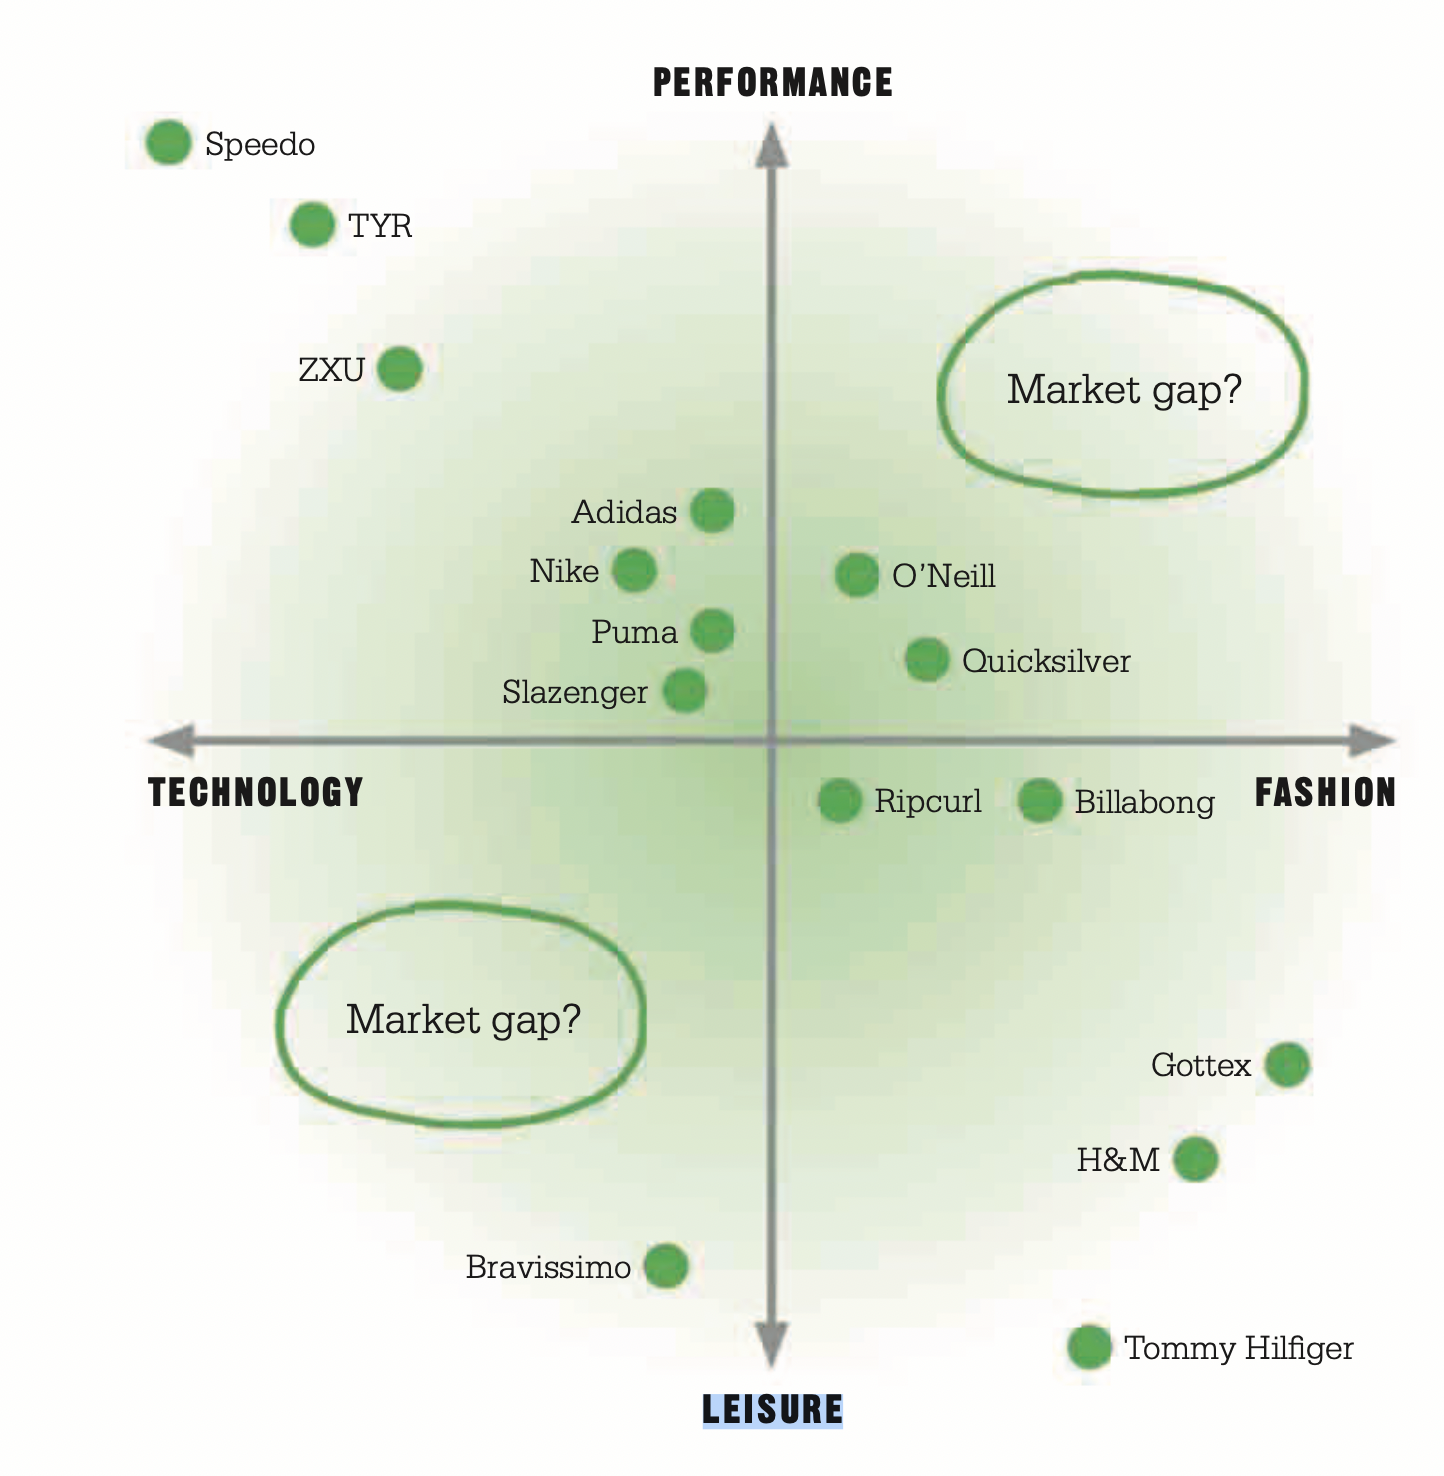 PERFORMANCE
Speedo
TYR
ZXU
Market gap?
Adidas
Nike
O’Neill
Puma
Quicksilver
Slazenger
TECHNOLOGY
FASHION
Ripcurl
Billabong
Market gap?
Gottex
H&M
Bravissimo
Tommy Hilfiger
LEISURE